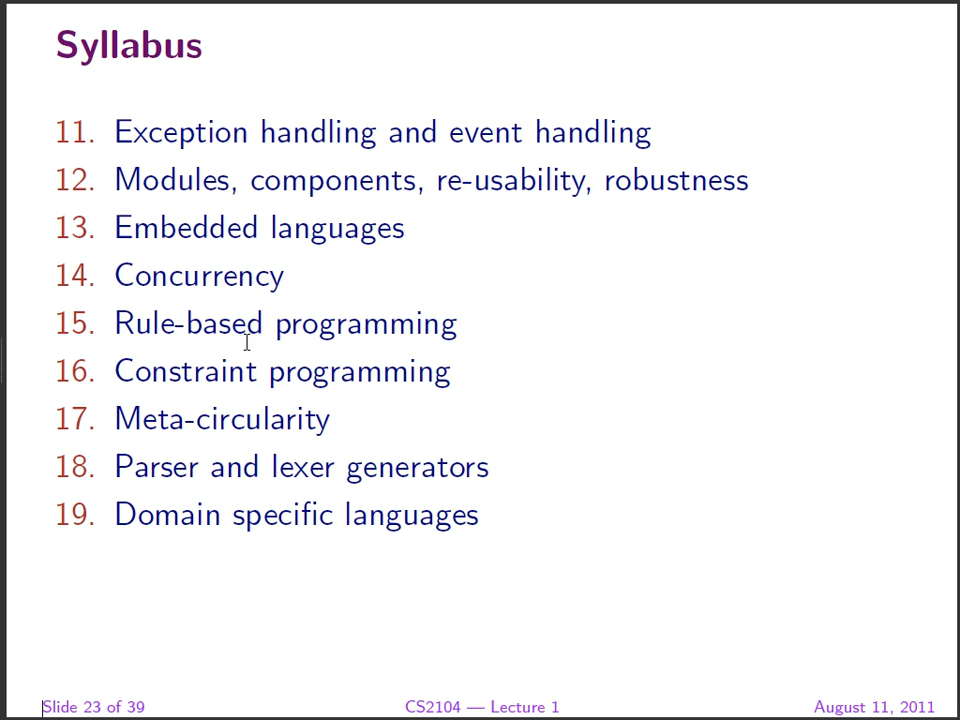 Syllabus
11. Exception handling and event handling
12. Modules, components, re-usability, robustness
13. Embedded languages
14. Concurrency
15. Rule-based programming
16. Constraint programming
17. Meta-circularity
18. Parser and lexer generators
19. Domain specific languages
Slide 23 of 39 CS2104 — Lecture 1 August 11, 2011